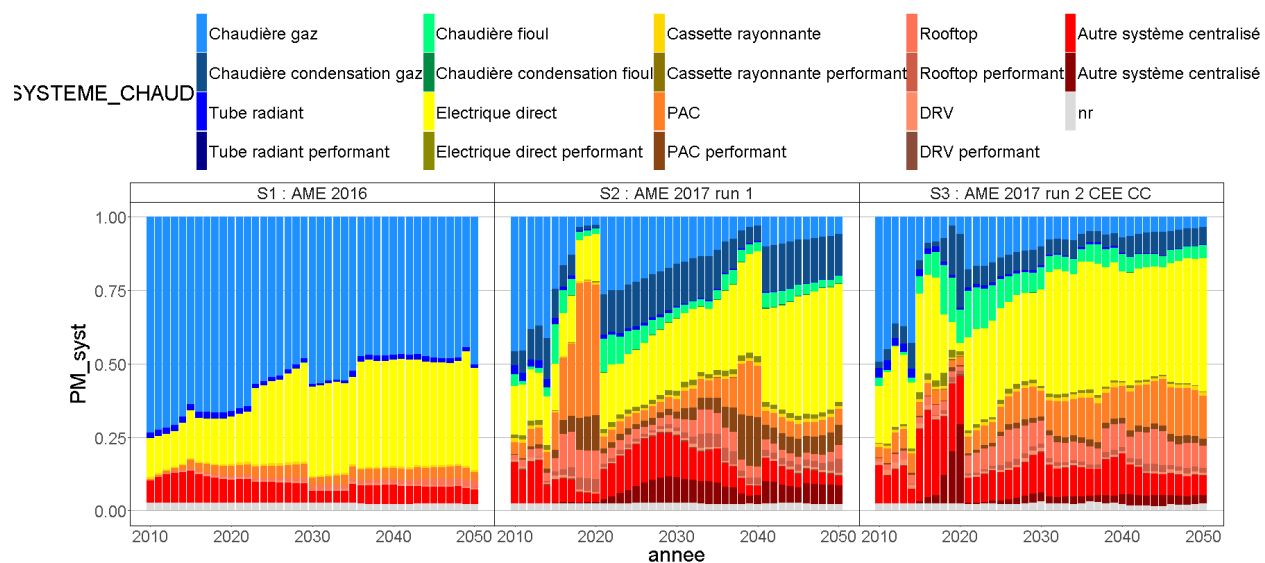 Chaudière gaz Chaudière fioul Cassette rayonnante Rooftop Autre système centralisé
Chaudière condensation gaz Chaudière condensation fioul Cassette rayonnante performant Rooftop performant Autre système centralisé
SYSTEME_CHAUD
Tube radiant Electrique direct PAC DRV nr
Tube radiant performant Electrique direct performant PAC performant DRV performant
S1 : AME 2016 S2 : AME 2017 run 1 S3 : AME 2017 run 2 CEE CC
1.00
0.75
0.50
0.25
0.00
PM_syst
2010 2020 2030 2040 2050 2010 2020 2030 2040 2050 2010 2020 2030 2040 2050
annee